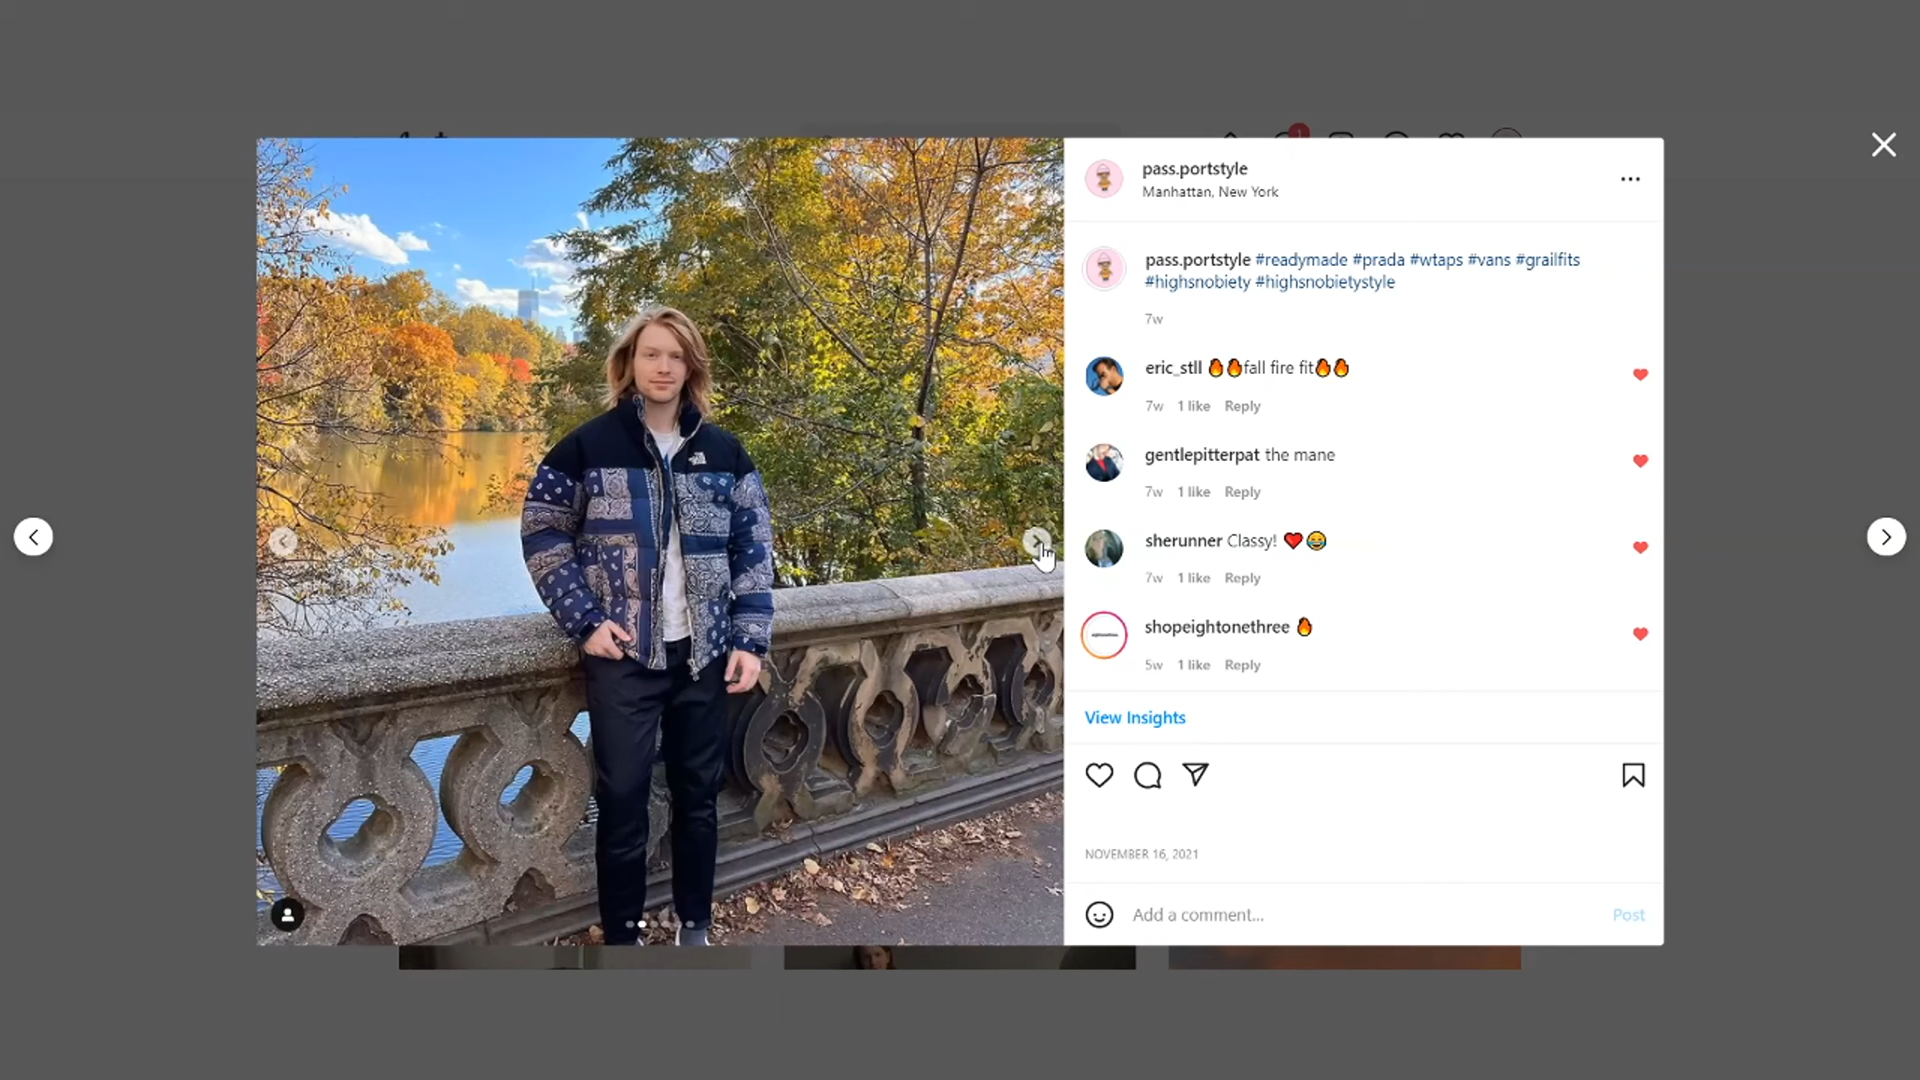 pass.portstyle
Manhattan, New York
pass.portstyle #readymade #prada #wtaps #vans #grailfits
#highsnobiety #highsnobietystyle
7w
eric_stll 🔥🔥fall fire fit🔥🔥
7w 1 like Reply
gentlepitterpat the mane
7w 1 like Reply
sherunner Classy! ❤️😂
7w 1 like Reply
shopeightonethree 🔥
5w 1 like Reply
View Insights
NOVEMBER 16, 2021
Add a comment... Post